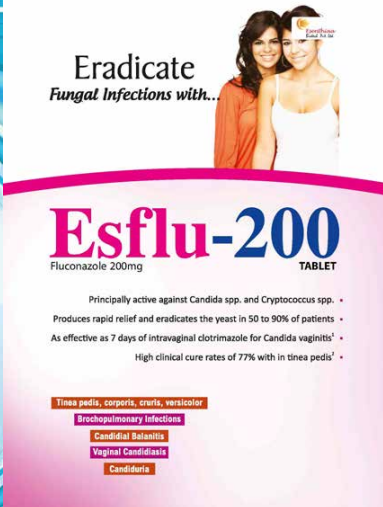 Esnthion
Eradicate
Fungal Infections with...
Esflu-200
Fluconazole 200mg
TABLET
Principally active against Candida spp. and Cryptococcus spp. •
Produces rapid relief and eradicates the yeast in 50 to 90% of patients •
As effective as 7 days of intravaginal clotrimazole for Candida vaginitis¹ •
High clinical cure rates of 77% with in tinea pedis² •
Tinea pedis, corporis, cruris, versicolor
Brochopulmonary Infections
Candidial Balanitis
Vaginal Candidiasis
Candiduria